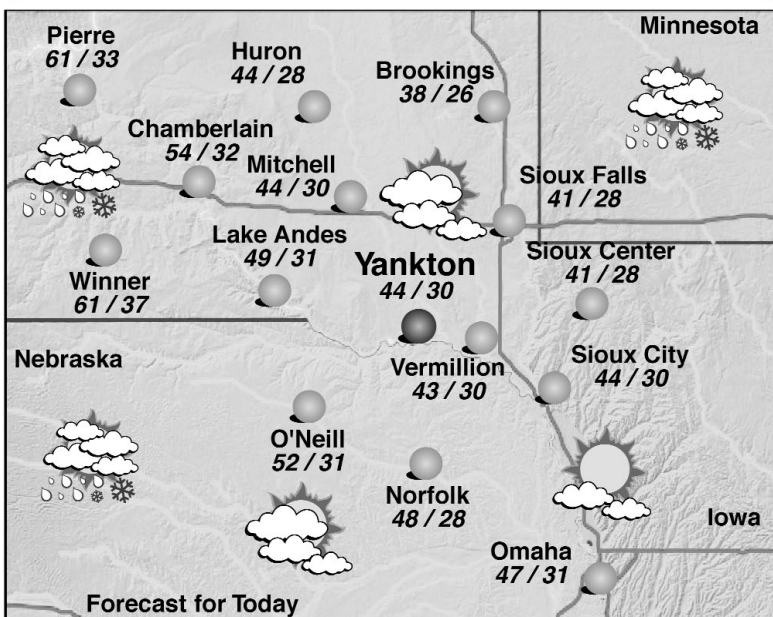 Minnesota
Pierre
61 / 33
Huron
44 / 28
Brookings
38 / 26
Chamberlain
54 / 32
Mitchell
44 / 30
Sioux Falls
41 / 28
Winner
61 / 37
Lake Andes
49 / 31
Yankton
44 / 30
Sioux Center
41 / 28
Nebraska
Vermillion
43 / 30
Sioux City
44 / 30
O'Neill
52 / 31
Norfolk
48 / 28
Iowa
Omaha
47 / 31
Forecast for Today